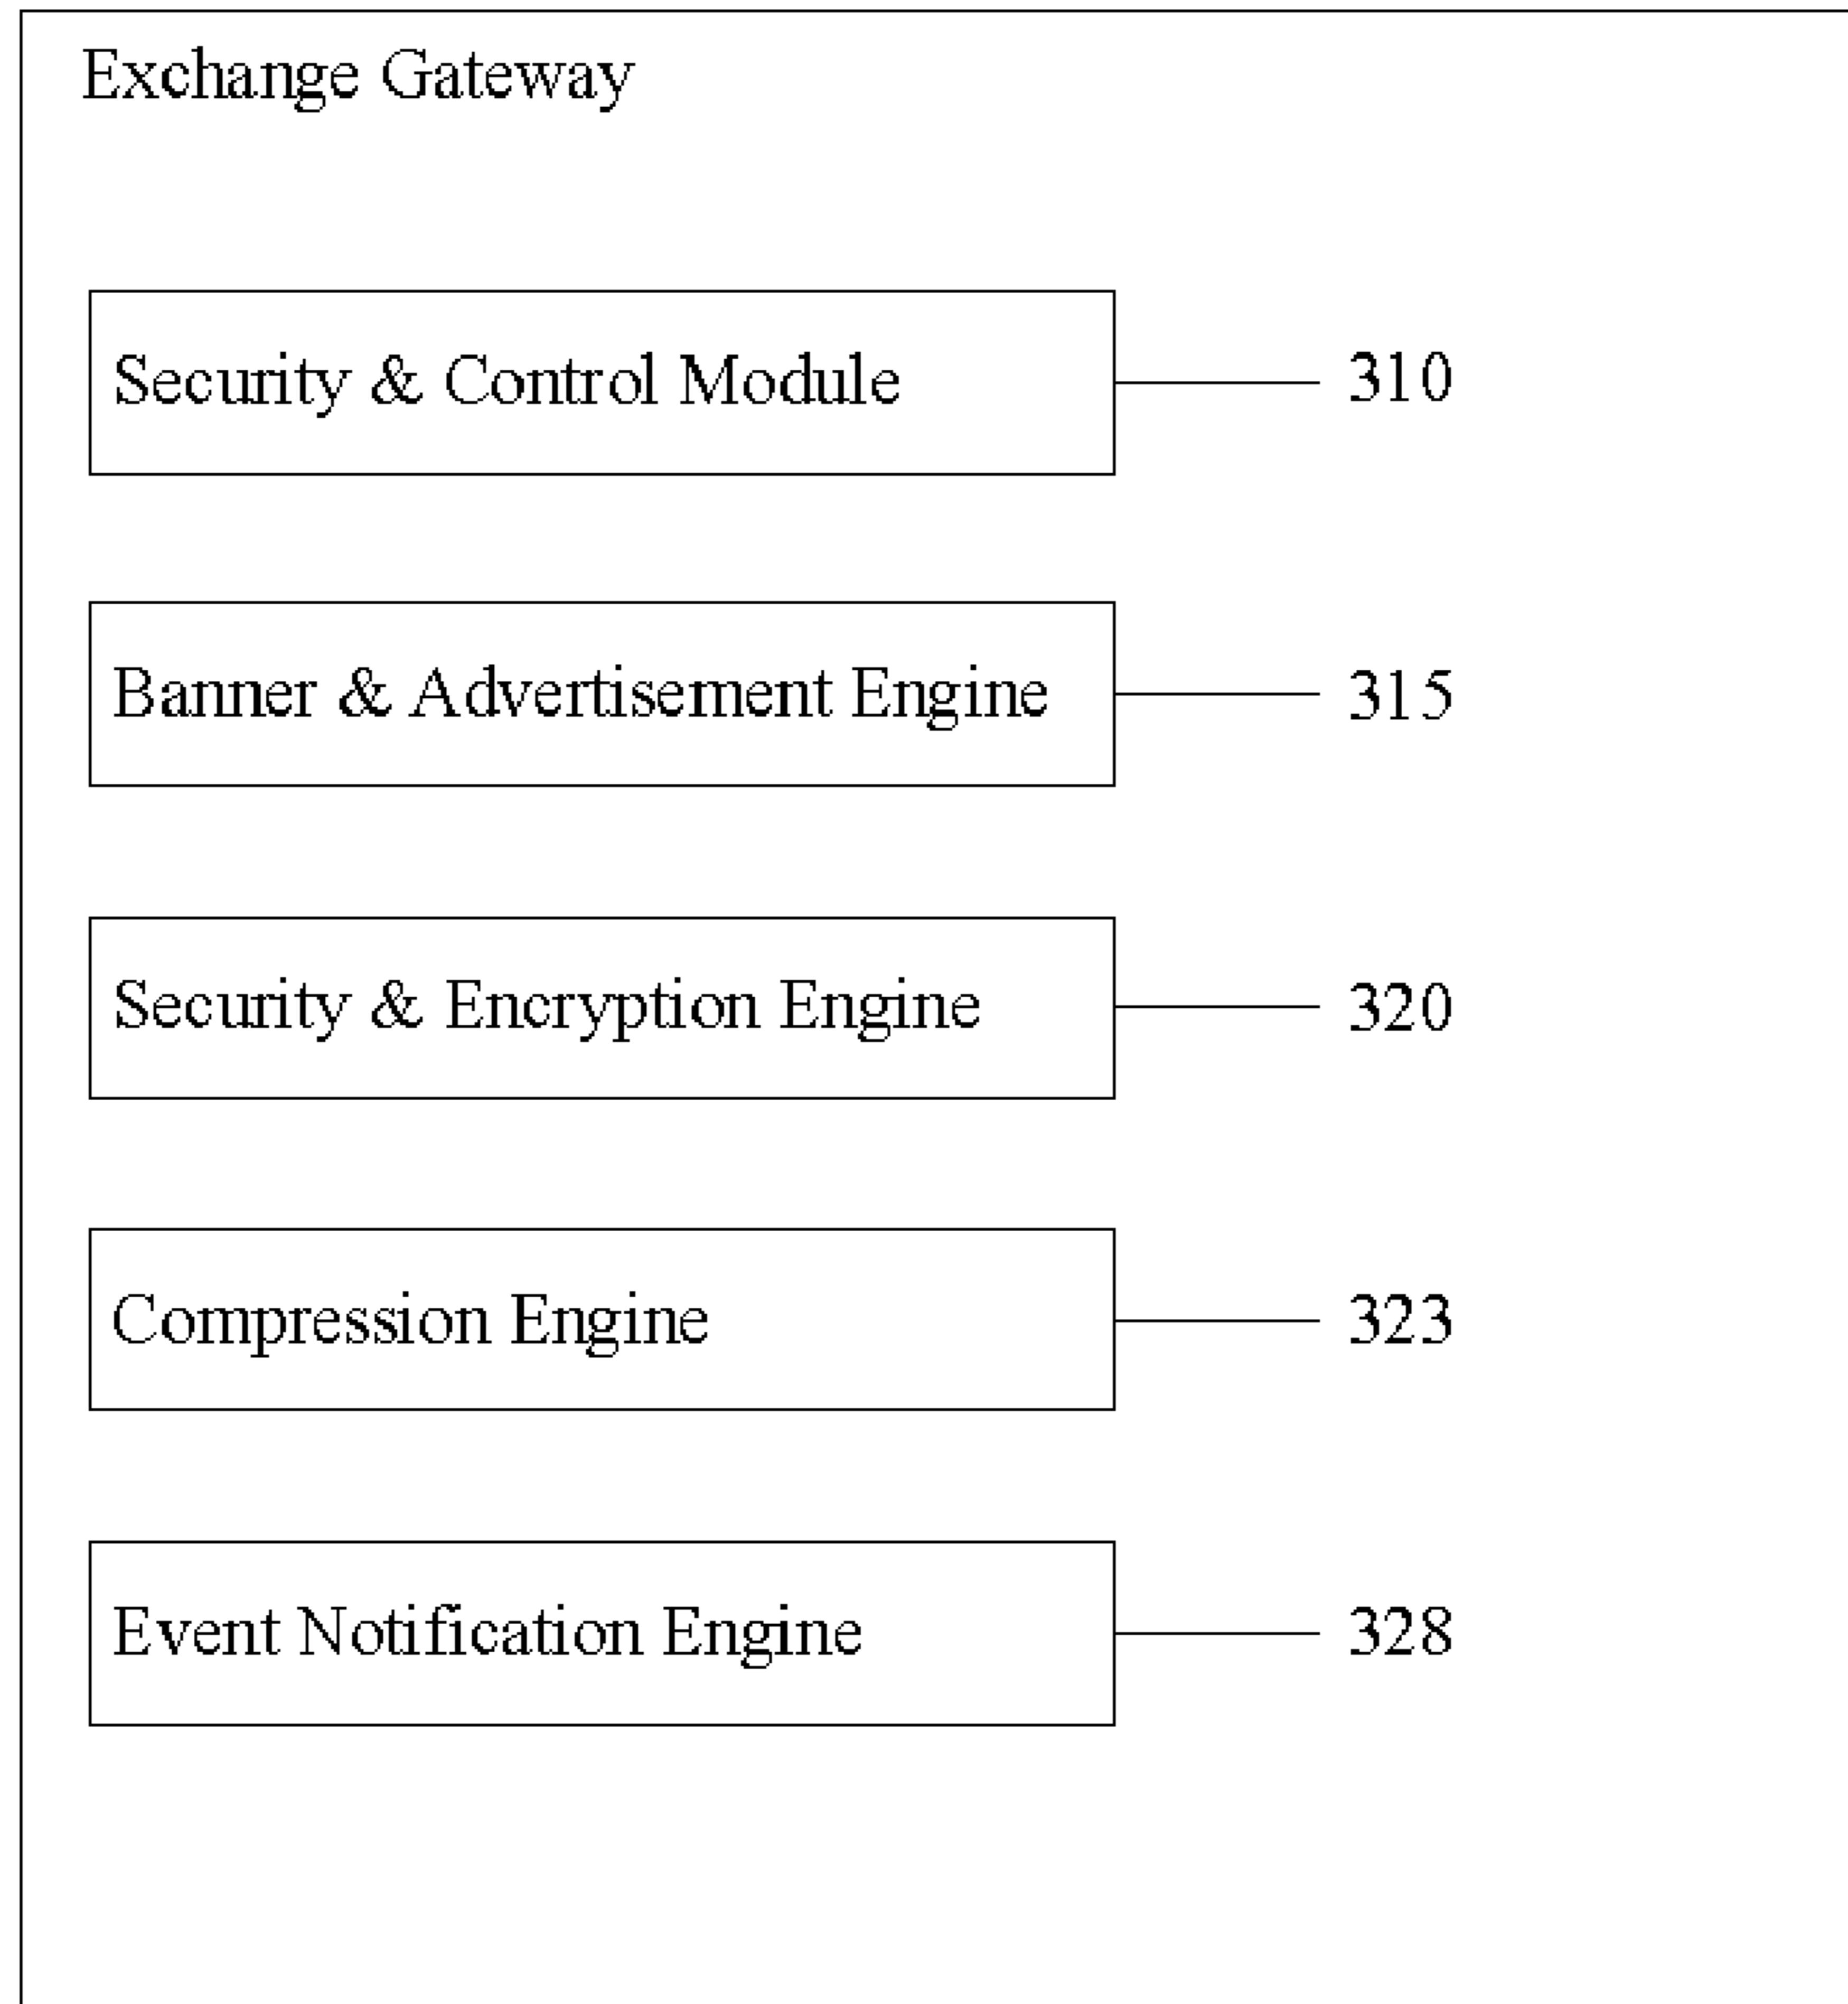 Exchange Gateway
Security & Control Module 310
Banner & Advertisement Engine 315
Security & Encryption Engine 320
Compression Engine 323
Event Notification Engine 328